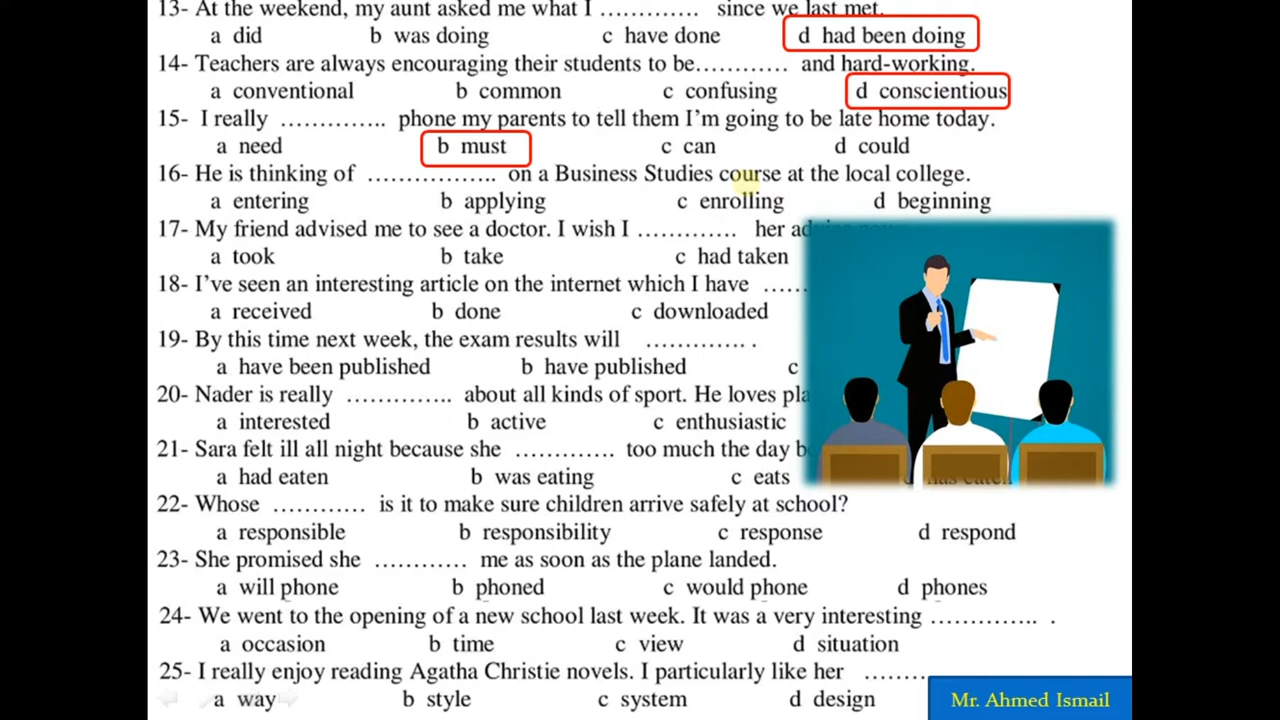 13- At the weekend, my aunt asked me what I …………. since we last met.
a did b was doing c have done d had been doing
14- Teachers are always encouraging their students to be………… and hard-working.
a conventional b common c confusing d conscientious
15- I really ………….. phone my parents to tell them I’m going to be late home today.
a need b must c can d could
16- He is thinking of …………….. on a Business Studies course at the local college.
a entering b applying c enrolling d beginning
17- My friend advised me to see a doctor. I wish I …………. her
a took b take c had taken
18- I’ve seen an interesting article on the internet which I have ……
a received b done c downloaded
19- By this time next week, the exam results will …………. .
a have been published b have published c
20- Nader is really ………….. about all kinds of sport. He loves
a interested b active c enthusiastic
21- Sara felt ill all night because she …………. too much the day
a had eaten b was eating c eats
22- Whose ………… is it to make sure children arrive safely at school?
a responsible b responsibility c response d respond
23- She promised she ………… me as soon as the plane landed.
a will phone b phoned c would phone d phones
24- We went to the opening of a new school last week. It was a very interesting ………….. .
a occasion b time c view d situation
25- I really enjoy reading Agatha Christie novels. I particularly like her ………
a way b style c system d design
Mr. Ahmed Ismail